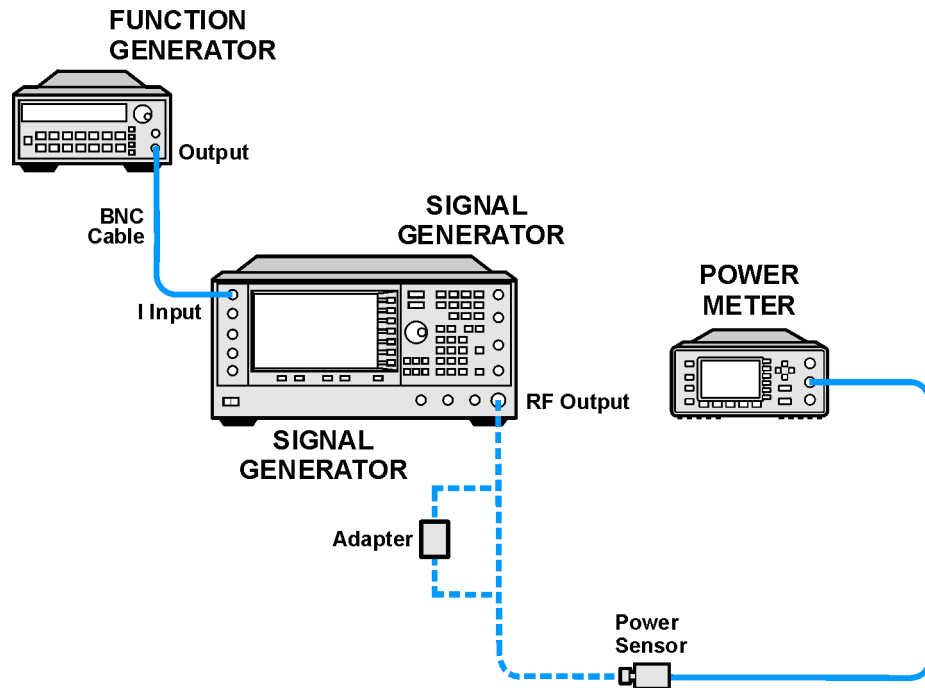 FUNCTION
GENERATOR
Output
BNC
Cable
I Input
SIGNAL
GENERATOR
POWER
METER
RF Output
SIGNAL
GENERATOR
Adapter
Power
Sensor